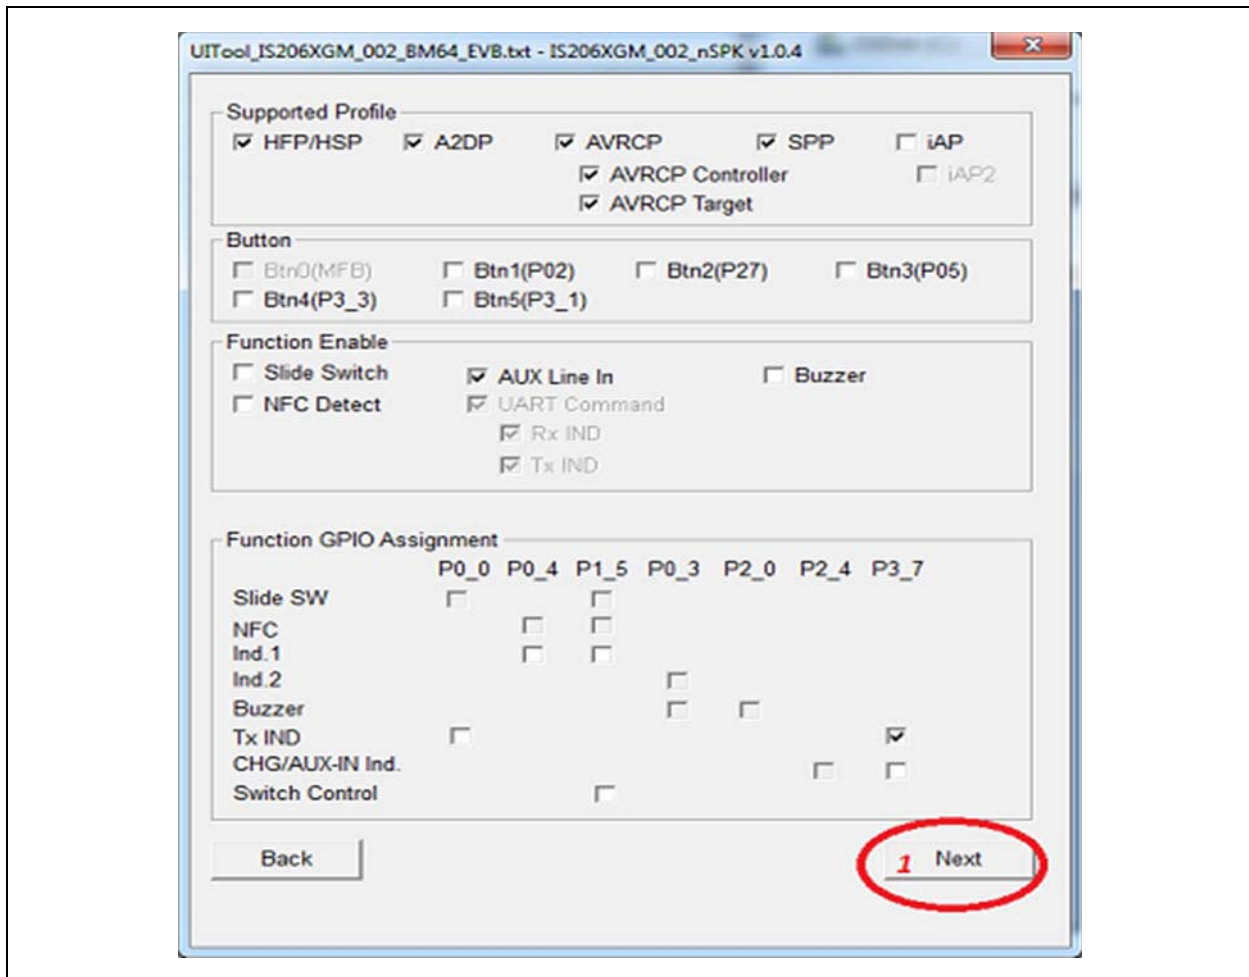 UITool_IS206XGM_002_BM64_EVB.txt - IS206XGM_002_nSPK v1.0.4
Supported Profile
HFP/HSP A2DP AVRCP SPP iAP
AVRCP Controller iAP2
AVRCP Target
Button
Btn0(MFB) Btn1(P02) Btn2(P27) Btn3(P05)
Btn4(P3_3) Btn5(P3_1)
Function Enable
Slide Switch AUX Line In Buzzer
NFC Detect UART Command
Rx IND
Tx IND
Function GPIO Assignment
P0_0 P0_4 P1_5 P0_3 P2_0 P2_4 P3_7
Slide SW
NFC
Ind.1
Ind.2
Buzzer
Tx IND
CHG/AUX-IN Ind.
Switch Control
Back 1 Next